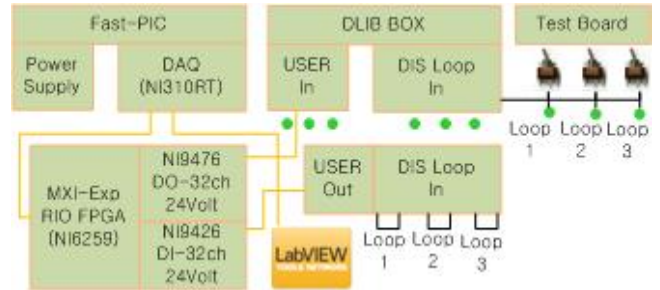 Fast-PIC
DLIB BOX
Test Board
Power
Supply
DAQ
(NI310RT)
USER
In
DIS Loop
In
Loop
1
Loop
2
Loop
3
MXI-Exp
RIO FPGA
(NI6259)
NI9476
DO-32ch
24Volt
NI9426
DI-32ch
24Volt
LabVIEW
USER
Out
DIS Loop
In
Loop
1
Loop
2
Loop
3